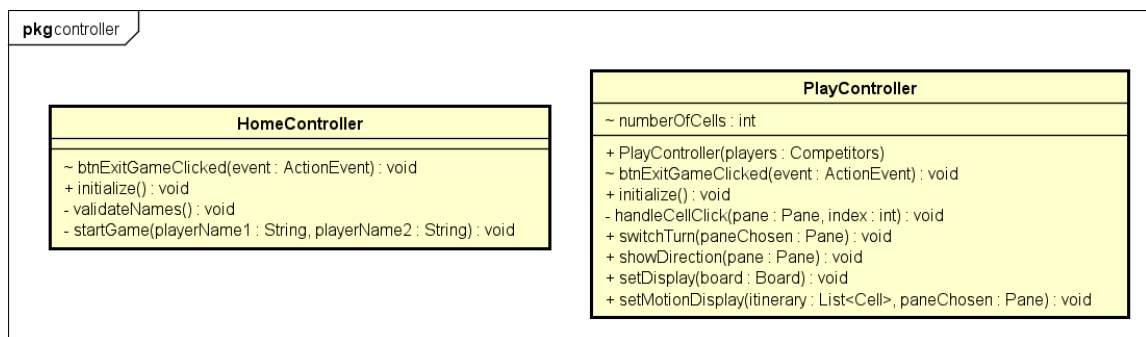 pkg controller
HomeController
~ btnExitGameClicked(event : ActionEvent) : void
+ initialize() : void
- validateNames() : void
- startGame(playerName1 : String, playerName2 : String) : void
PlayController
~ numberOfCells : int
+ PlayController(players : Competitors)
~ btnExitGameClicked(event : ActionEvent) : void
+ initialize() : void
- handleCellClick(pane : Pane, index : int) : void
+ switchTurn(paneChosen : Pane) : void
+ showDirection(pane : Pane) : void
+ setDisplay(board : Board) : void
+ setMotionDisplay(itinerary : List<Cell>, paneChosen : Pane) : void